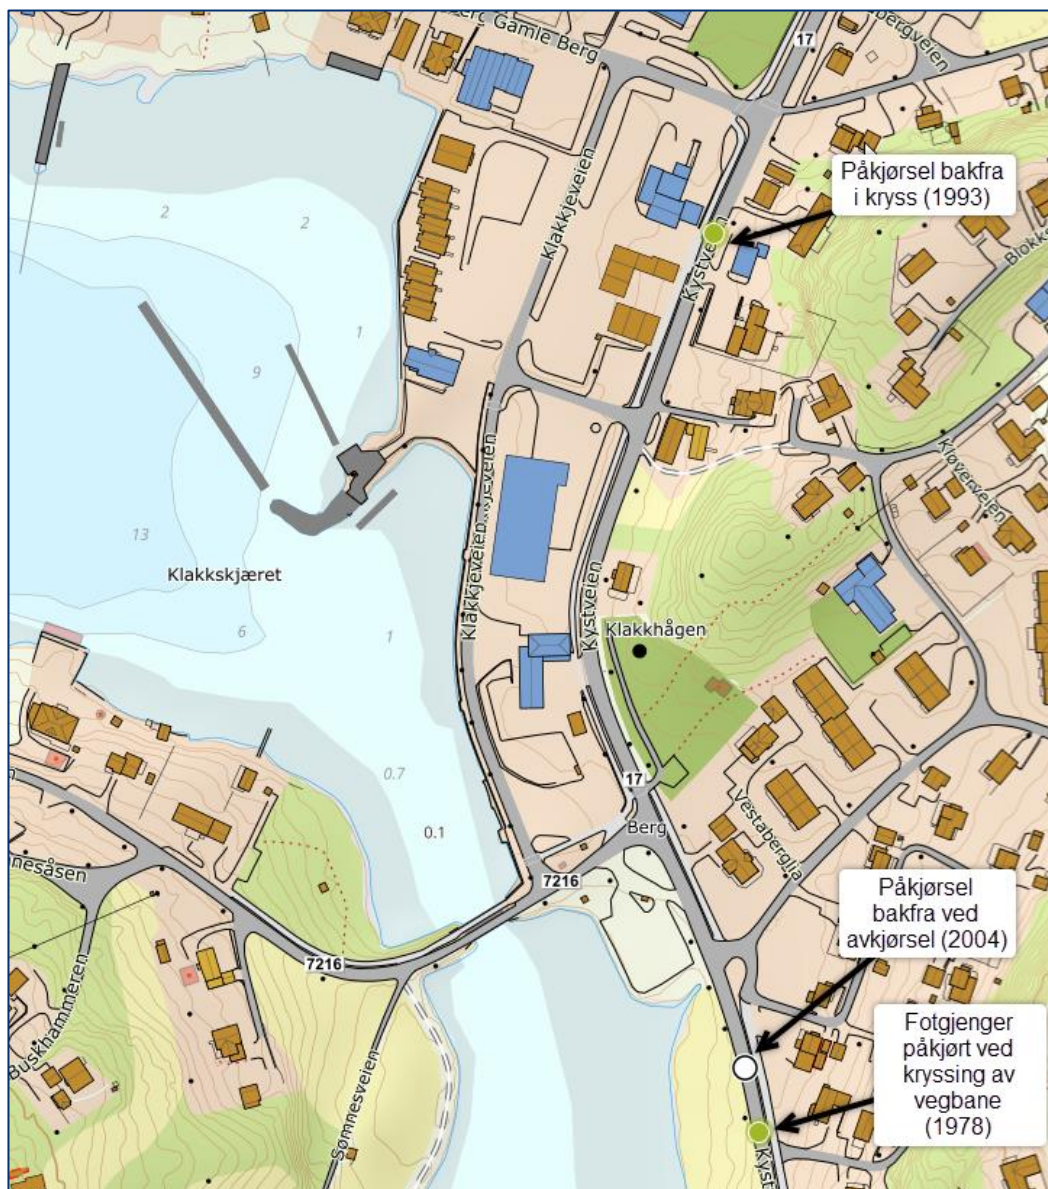 Gamle Berg
17
Påkjørsel bakfra
i kryss (1993)
Klakkjeveien
Kystveien
2
2
1
9
Kløverveien
13
Klakkskjæret
6
1
Klakkjeveien
Klakkjeveien
Kystveien
Klakkhågen
0.7
0.1
17
Berg
Vestaberglia
7216
Påkjørsel
bakfra ved
avkjørsel (2004)
7216
Buskhammeren
Sømnesveien
Fotgjenger
påkjørt ved
kryssing av
vegbane
(1978)